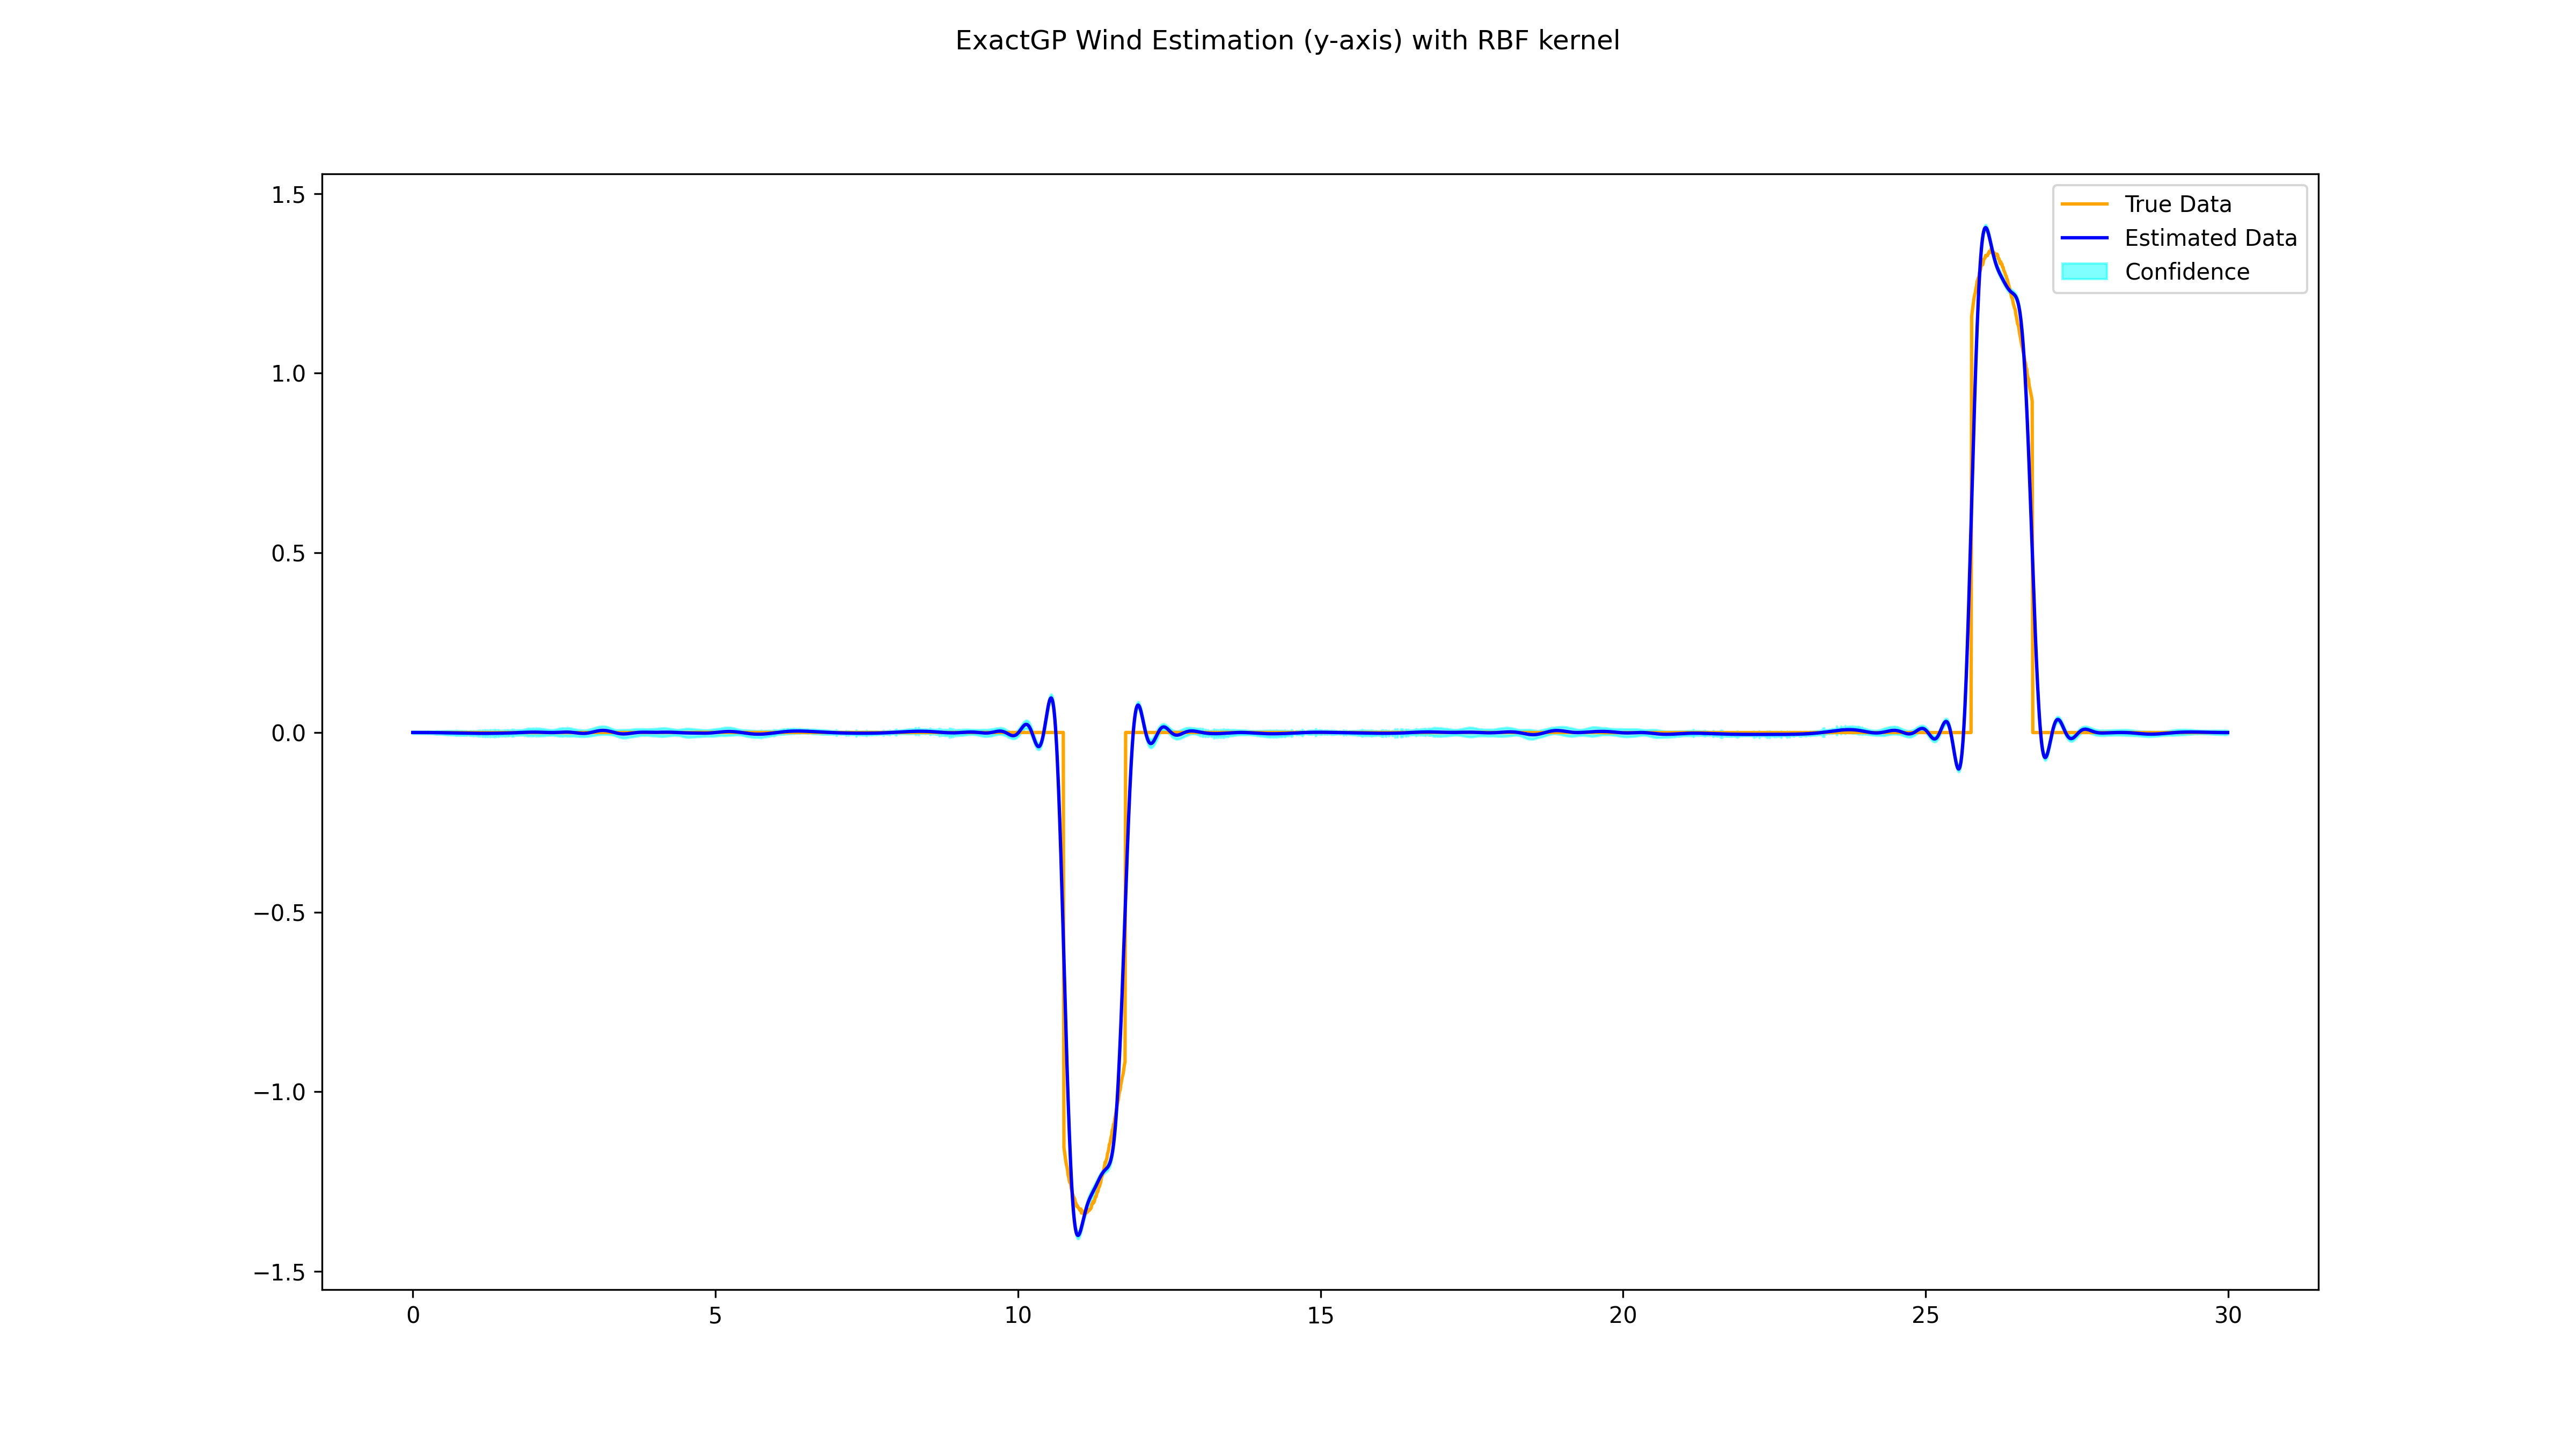 ExactGP Wind Estimation (y-axis) with RBF kernel
True Data
Estimated Data
Confidence
1.5
1.0
0.5
0.0
−0.5
−1.0
−1.5
0 5 10 15 20 25 30